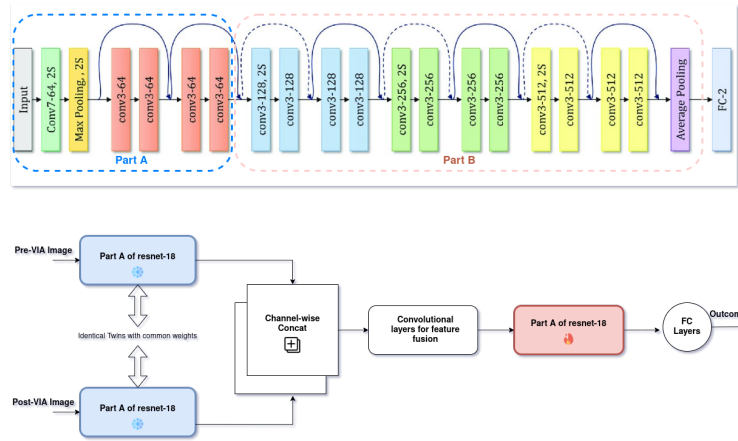 Input
Conv7-64, 2S
Max Pooling, , 2S
conv3-64
conv3-64
conv3-64
conv3-64
conv3-128, 2S
conv3-128
conv3-128
conv3-128
conv3-256, 2S
conv3-256
conv3-256
conv3-256
conv3-512, 2S
conv3-512
conv3-512
conv3-512
Average Pooling
FC-2
Part A
Part B
Pre-VIA Image
Part A of resnet-18
Identical Twins with common weights
Post-VIA Image
Part A of resnet-18
Channel-wise
Concat
Convolutional
layers for feature
fusion
Part A of resnet-18
FC
Layers
Outcom